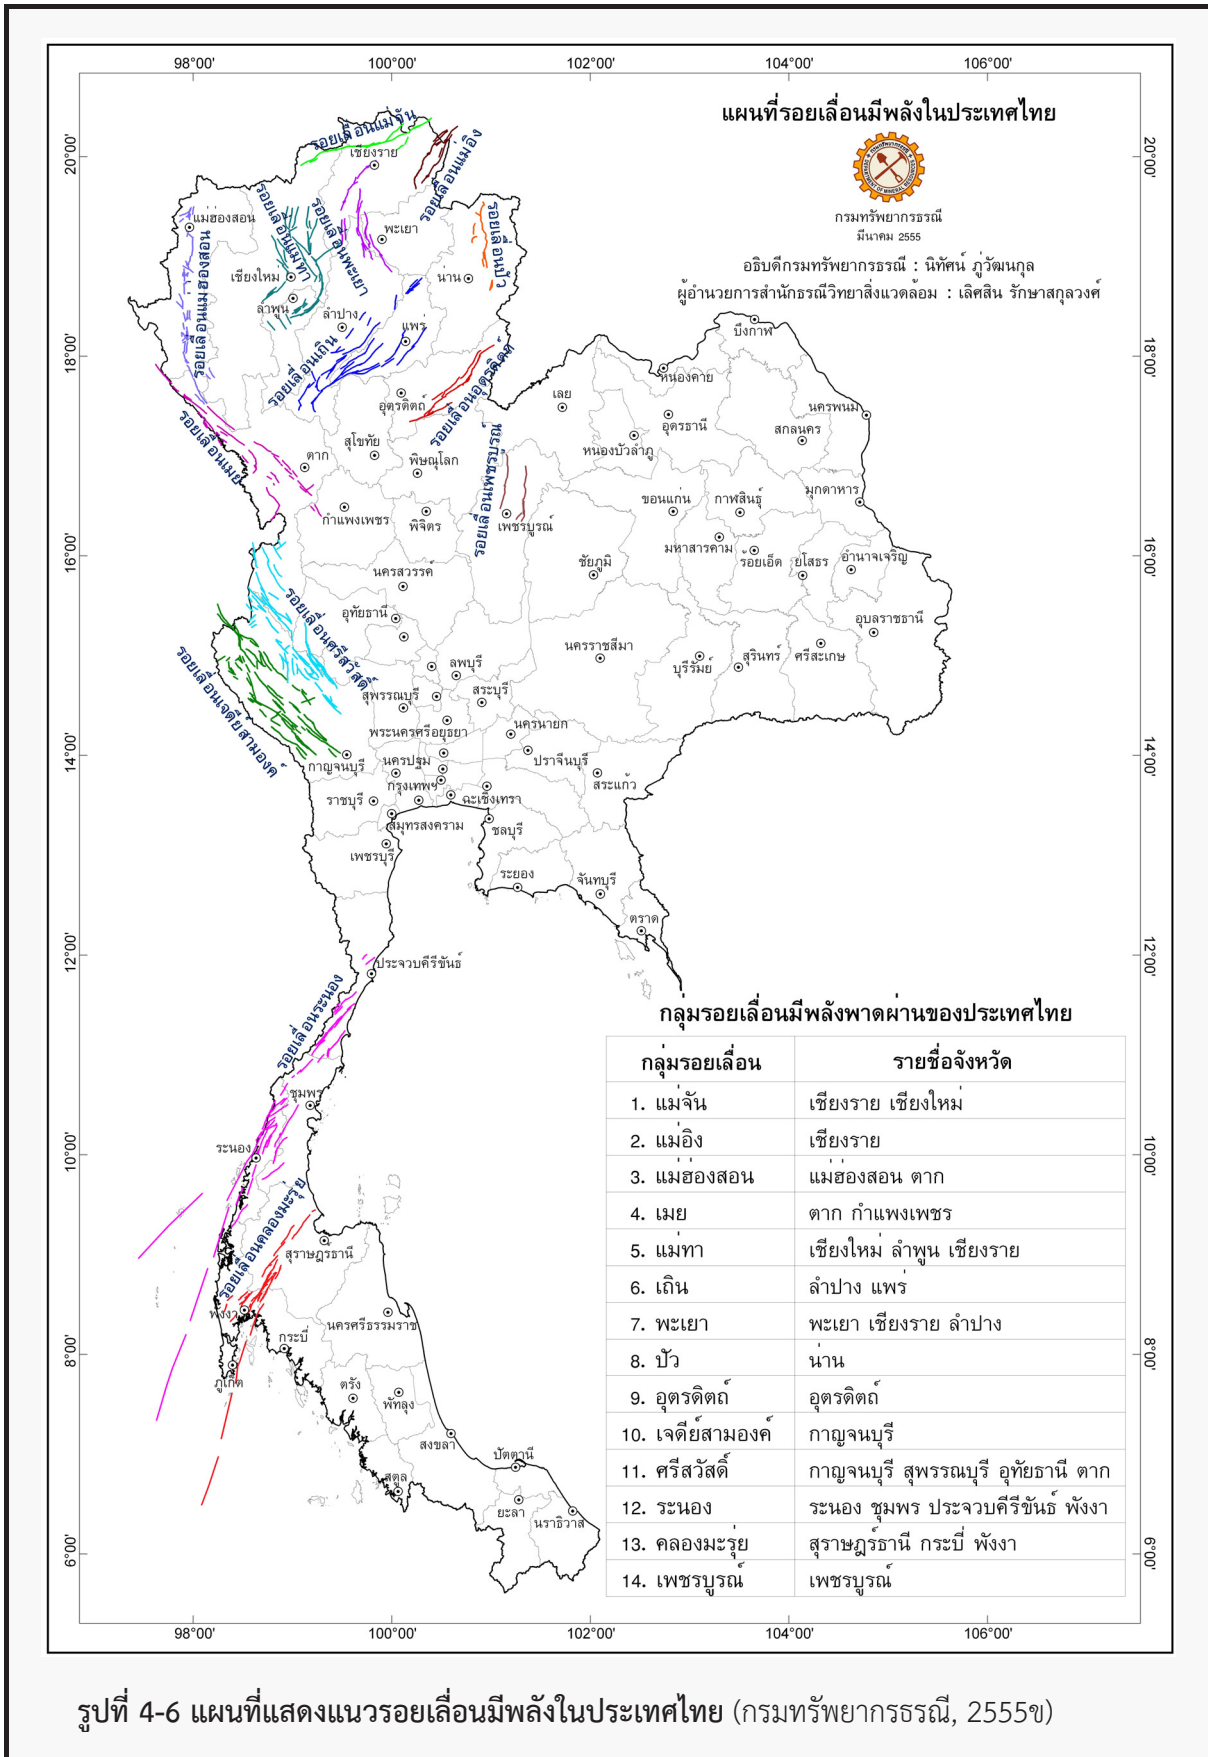 98°00' 100°00' 102°00' 104°00' 106°00'
แผนที่รอยเลื่อนมีพลังในประเทศไทย
DEPARTMENT OF MINERAL RESOURCES
กรมทรัพยากรธรณี
มีนาคม 2555
อธิบดีกรมทรัพยากรธรณี : นิทัศน์ ภู่วัฒนกุล
ผู้อำนวยการสำนักธรณีวิทยาสิ่งแวดล้อม : เลิศสิน รักษาสกุลวงศ์
20°00' 20°00'
18°00' 18°00'
16°00' 16°00'
14°00' 14°00'
12°00' 12°00'
10°00' 10°00'
8°00' 8°00'
6°00' 6°00'
รอยเลื่อนแม่จัน
เชียงราย
รอยเลื่อนแม่อิง
แม่ฮ่องสอน
รอยเลื่อนแม่ฮ่องสอน
รอยเลื่อนแม่ทา
รอยเลื่อนพะเยา
พะเยา
รอยเลื่อนปัว
เชียงใหม่
น่าน
ลำพูน
ลำปาง
แพร่
รอยเลื่อนเถิน
รอยเลื่อนอุตรดิตถ์
อุตรดิตถ์
รอยเลื่อนเมย
ตาก
สุโขทัย
พิษณุโลก
รอยเลื่อนเพชรบูรณ์
กำแพงเพชร
พิจิตร
เพชรบูรณ์
บึงกาฬ
หนองคาย
เลย
อุดรธานี
นครพนม
สกลนคร
หนองบัวลำภู
ขอนแก่น
กาฬสินธุ์
มุกดาหาร
มหาสารคาม
ร้อยเอ็ด
ยโสธร
อำนาจเจริญ
ชัยภูมิ
นครสวรรค์
อุทัยธานี
รอยเลื่อนศรีสวัสดิ์
รอยเลื่อนเจดีย์สามองค์
อุบลราชธานี
นครราชสีมา
บุรีรัมย์
สุรินทร์
ศรีสะเกษ
ลพบุรี
สุพรรณบุรี
สระบุรี
พระนครศรีอยุธยา
นครนายก
กาญจนบุรี
นครปฐม
ปราจีนบุรี
สระแก้ว
กรุงเทพฯ
ราชบุรี
ฉะเชิงเทรา
สมุทรสงคราม
ชลบุรี
เพชรบุรี
ระยอง
จันทบุรี
ตราด
ประจวบคีรีขันธ์
รอยเลื่อนระนอง
ชุมพร
ระนอง
รอยเลื่อนคลองมะรุ่ย
สุราษฎร์ธานี
พังงา
นครศรีธรรมราช
กระบี่
ภูเก็ต
ตรัง
พัทลุง
สงขลา
ปัตตานี
สตูล
ยะลา
นราธิวาส
กลุ่มรอยเลื่อนมีพลังพาดผ่านของประเทศไทย
กลุ่มรอยเลื่อน รายชื่อจังหวัด
1. แม่จัน เชียงราย เชียงใหม่
2. แม่อิง เชียงราย
3. แม่ฮ่องสอน แม่ฮ่องสอน ตาก
4. เมย ตาก กำแพงเพชร
5. แม่ทา เชียงใหม่ ลำพูน เชียงราย
6. เถิน ลำปาง แพร่
7. พะเยา พะเยา เชียงราย ลำปาง
8. ปัว น่าน
9. อุตรดิตถ์ อุตรดิตถ์
10. เจดีย์สามองค์ กาญจนบุรี
11. ศรีสวัสดิ์ กาญจนบุรี สุพรรณบุรี อุทัยธานี ตาก
12. ระนอง ระนอง ชุมพร ประจวบคีรีขันธ์ พังงา
13. คลองมะรุ่ย สุราษฎร์ธานี กระบี่ พังงา
14. เพชรบูรณ์ เพชรบูรณ์
98°00' 100°00' 102°00' 104°00' 106°00'
รูปที่ 4-6 แผนที่แสดงแนวรอยเลื่อนมีพลังในประเทศไทย (กรมทรัพยากรธรณี, 2555ข)